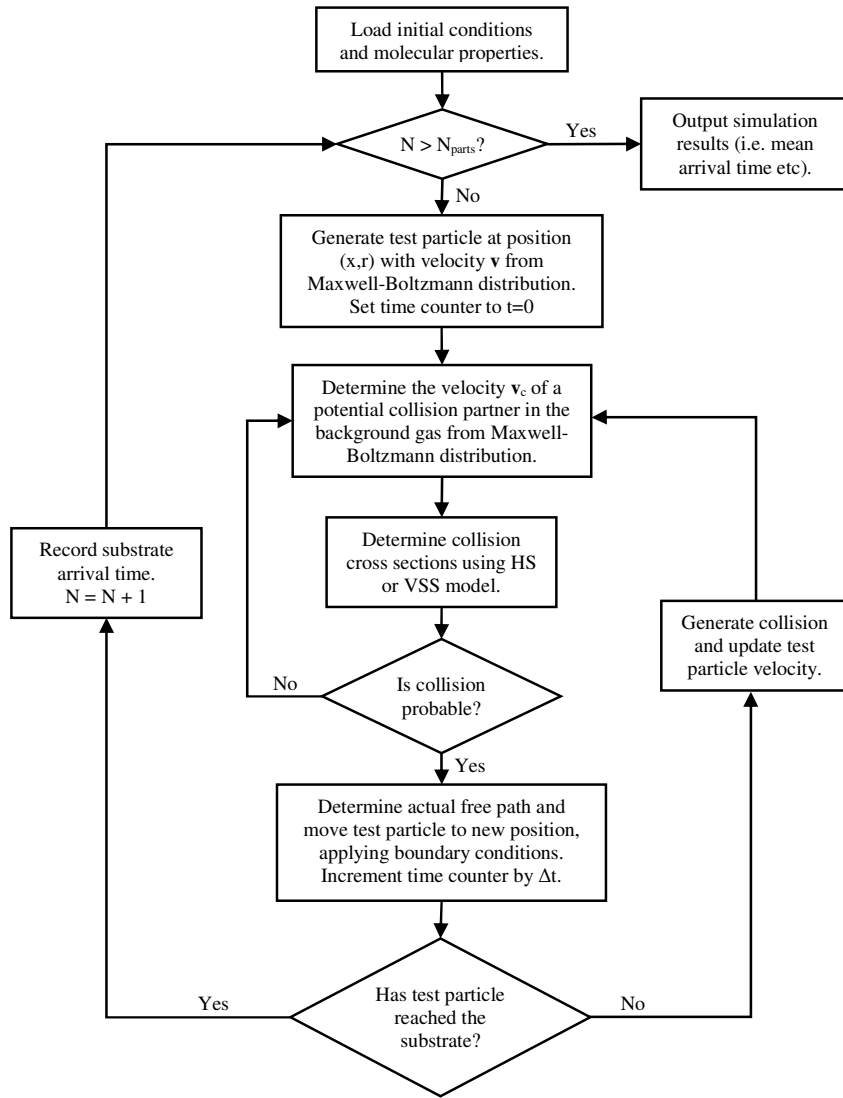 Load initial conditions
and molecular properties.
N > Nparts?
Yes
Output simulation
results (i.e. mean
arrival time etc).
No
Generate test particle at position
(x,r) with velocity v from
Maxwell-Boltzmann distribution.
Set time counter to t=0
Determine the velocity vc of a
potential collision partner in the
background gas from Maxwell-
Boltzmann distribution.
Determine collision
cross sections using HS
or VSS model.
Record substrate
arrival time.
N = N + 1
Generate collision
and update test
particle velocity.
No
Is collision
probable?
Yes
Determine actual free path and
move test particle to new position,
applying boundary conditions.
Increment time counter by Δt.
Yes
Has test particle
reached the
substrate?
No